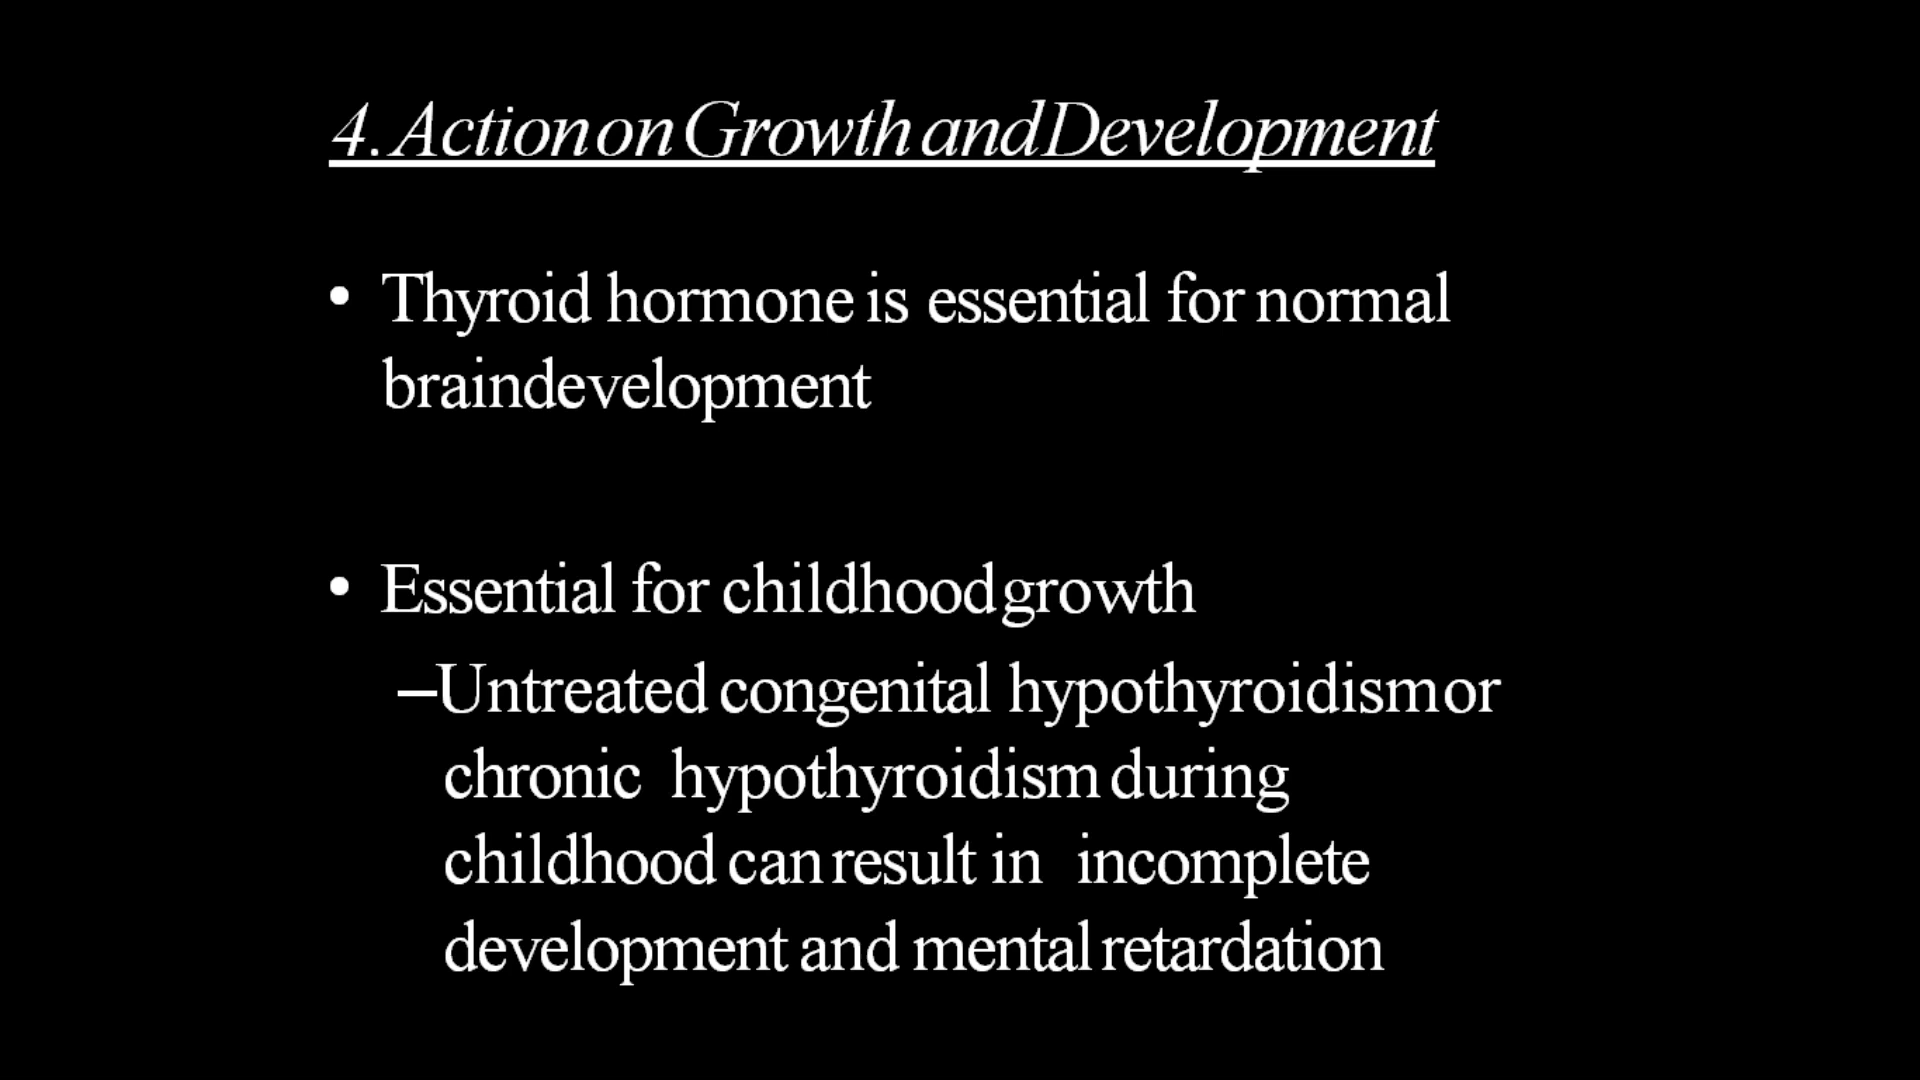 4. Action on Growth and Development
• Thyroid hormone is essential for normal
braindevelopment
• Essential for childhood growth
–Untreated congenital hypothyroidism or
chronic hypothyroidism during
childhood can result in incomplete
development and mental retardation